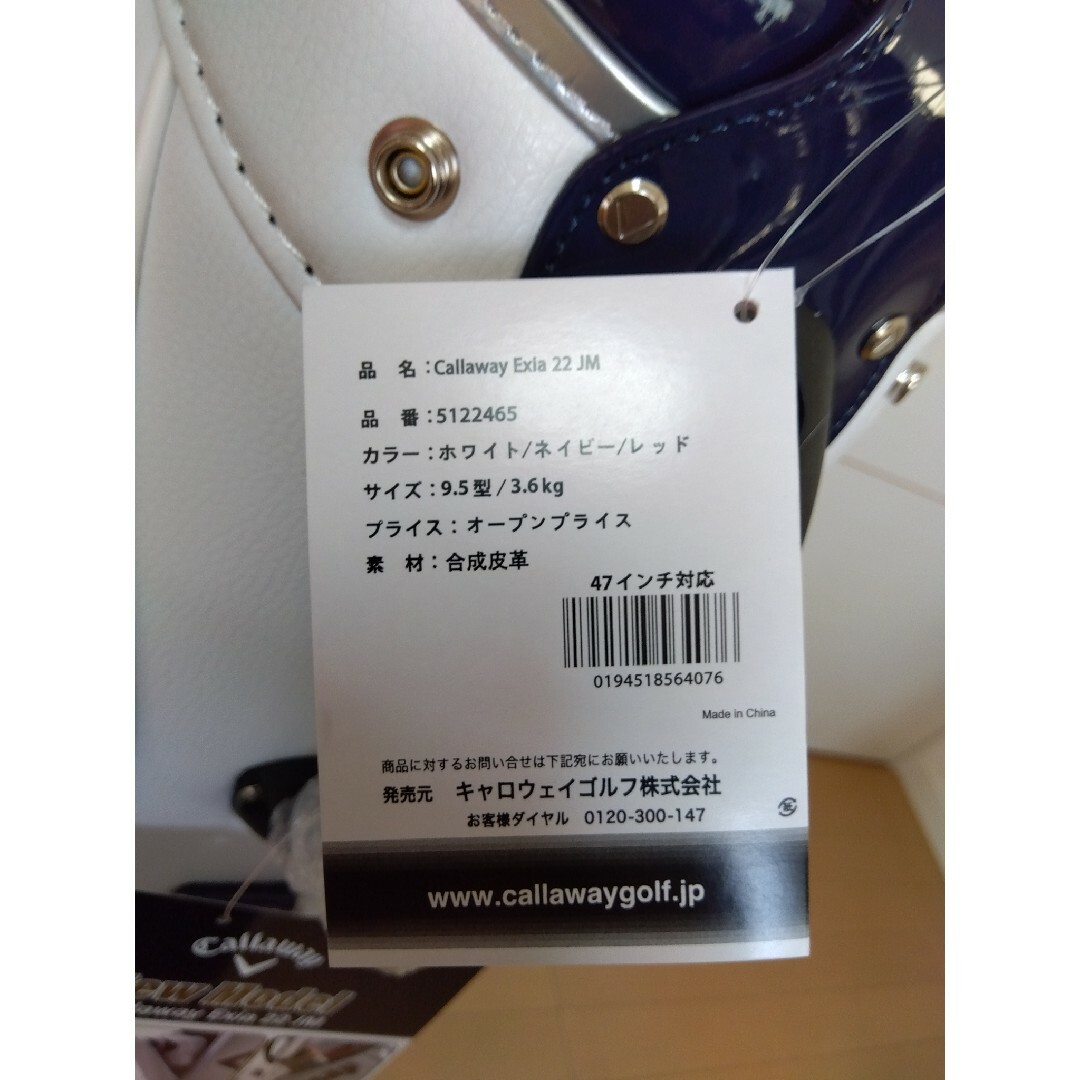 品 名：Callaway Exia 22 JM
品 番：5122465
カラー：ホワイト/ネイビー/レッド
サイズ：9.5型 / 3.6kg
プライス：オープンプライス
素 材：合成皮革
47インチ対応
0194518564076
Made in China
商品に対するお問い合せは下記宛にお願いいたします。
発売元 キャロウェイゴルフ株式会社
お客様ダイヤル 0120-300-147
www.callawaygolf.jp
Callaway
New Model
Callaway Exia 22 JM